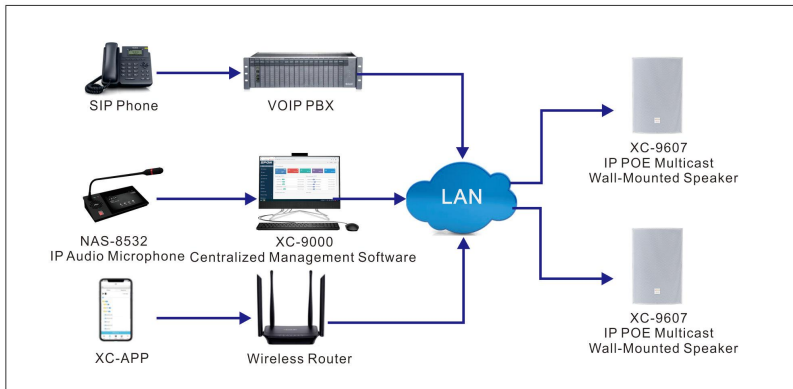 SIP Phone
VOIP PBX
XC-9607
IP POE Multicast
Wall-Mounted Speaker
LAN
NAS-8532
IP Audio Microphone
XC-9000
Centralized Management Software
XC-9607
IP POE Multicast
Wall-Mounted Speaker
XC-APP
Wireless Router